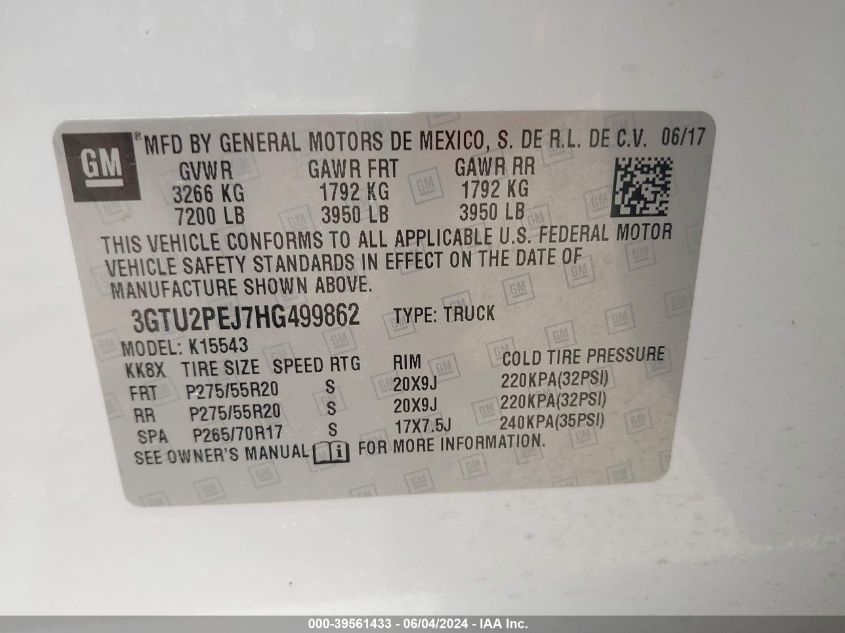 GM
® MFD BY GENERAL MOTORS DE MEXICO, S. DE R.L. DE C.V. 06/17
GVWR GAWR FRT GAWR RR
3266 KG 1792 KG 1792 KG
7200 LB 3950 LB 3950 LB
THIS VEHICLE CONFORMS TO ALL APPLICABLE U.S. FEDERAL MOTOR
VEHICLE SAFETY STANDARDS IN EFFECT ON THE DATE OF
MANUFACTURE SHOWN ABOVE.
3GTU2PEJ7HG499862 TYPE: TRUCK
MODEL: K15543
KK8X TIRE SIZE SPEED RTG RIM COLD TIRE PRESSURE
FRT P275/55R20 S 20X9J 220KPA(32PSI)
RR P275/55R20 S 20X9J 220KPA(32PSI)
SPA P265/70R17 S 17X7.5J 240KPA(35PSI)
SEE OWNER'S MANUAL i FOR MORE INFORMATION.
000-39561433 - 06/04/2024 - IAA Inc.